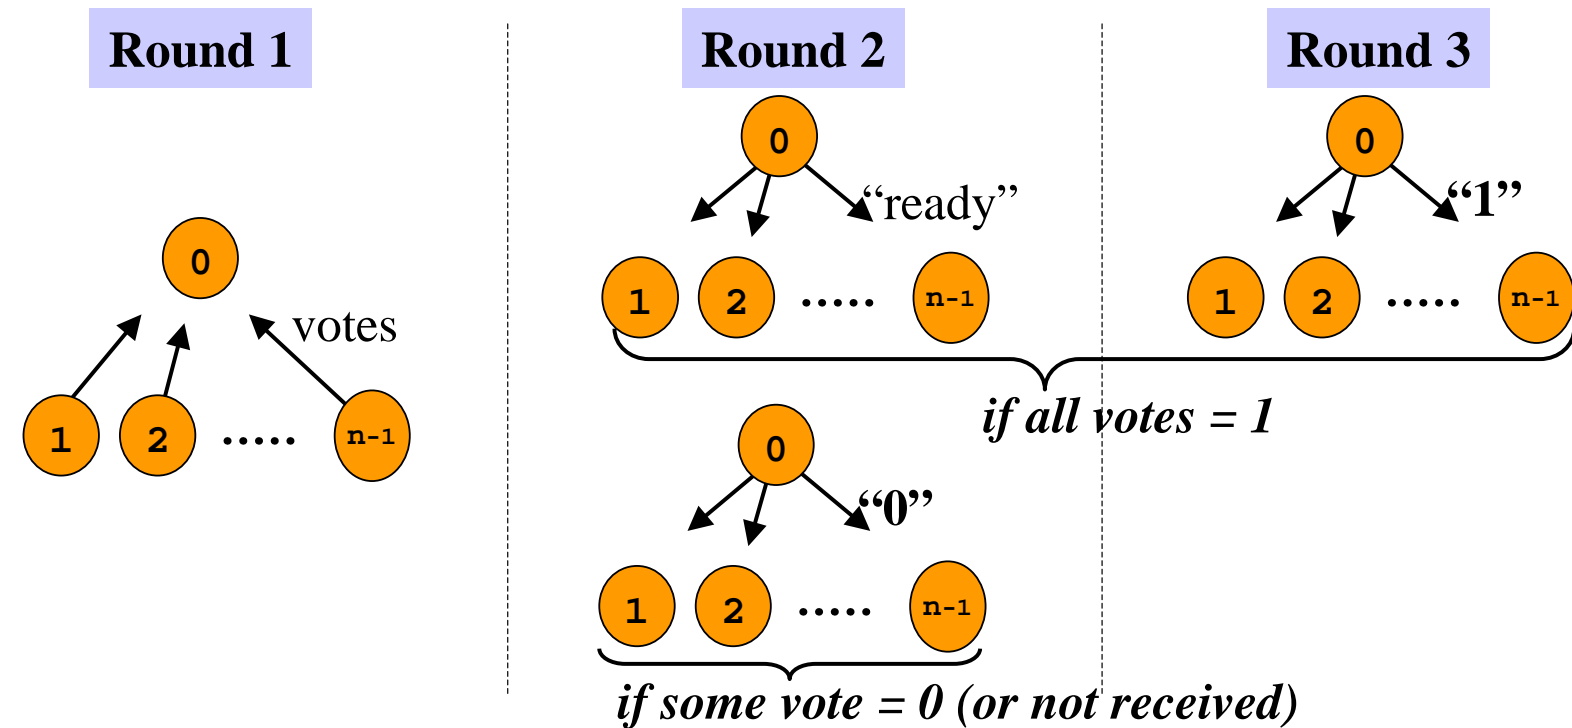 Round 1
0
votes
1 2 ..... n-1
Round 2
0
“ready”
1 2 ..... n-1
Round 3
0
“1”
1 2 ..... n-1
if all votes = 1
0
“0”
1 2 ..... n-1
if some vote = 0 (or not received)